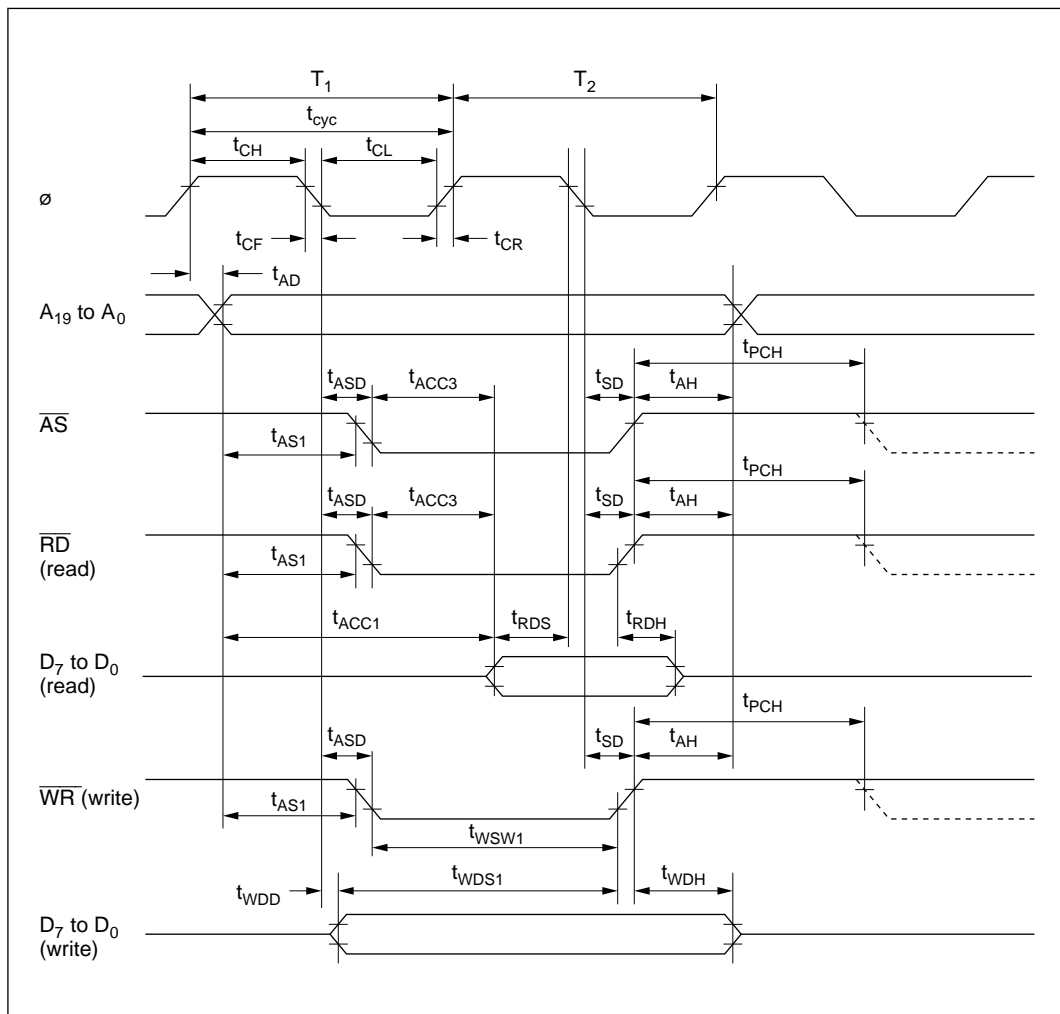 T1 T2
tcyc
tCH tCL
ø
tCF tCR
tAD
A19 to A0
tPCH
tASD tACC3 tSD tAH
AS
tAS1
tPCH
tASD tACC3 tSD tAH
RD
(read)
tAS1
tACC1 tRDS tRDH
D7 to D0
(read)
tPCH
tASD tSD tAH
WR (write)
tAS1
tWSW1
tWDD tWDS1 tWDH
D7 to D0
(write)